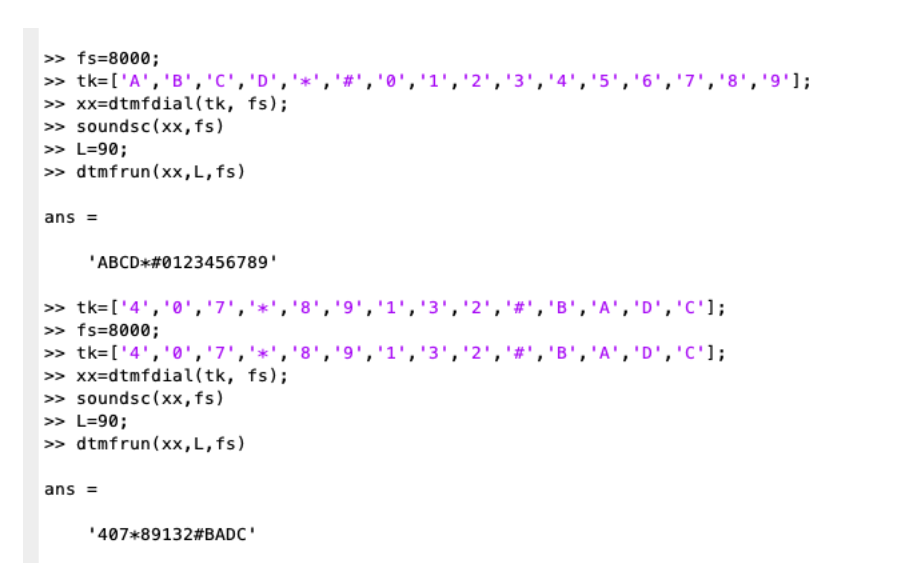 >> fs=8000;
>> tk=['A','B','C','D','*','#','0','1','2','3','4','5','6','7','8','9'];
>> xx=dtmfdial(tk, fs);
>> soundsc(xx,fs)
>> L=90;
>> dtmfrun(xx,L,fs)
ans =
'ABCD*#0123456789'
>> tk=['4','0','7','*','8','9','1','3','2','#','B','A','D','C'];
>> fs=8000;
>> tk=['4','0','7','*','8','9','1','3','2','#','B','A','D','C'];
>> xx=dtmfdial(tk, fs);
>> soundsc(xx,fs)
>> L=90;
>> dtmfrun(xx,L,fs)
ans =
'407*89132#BADC'